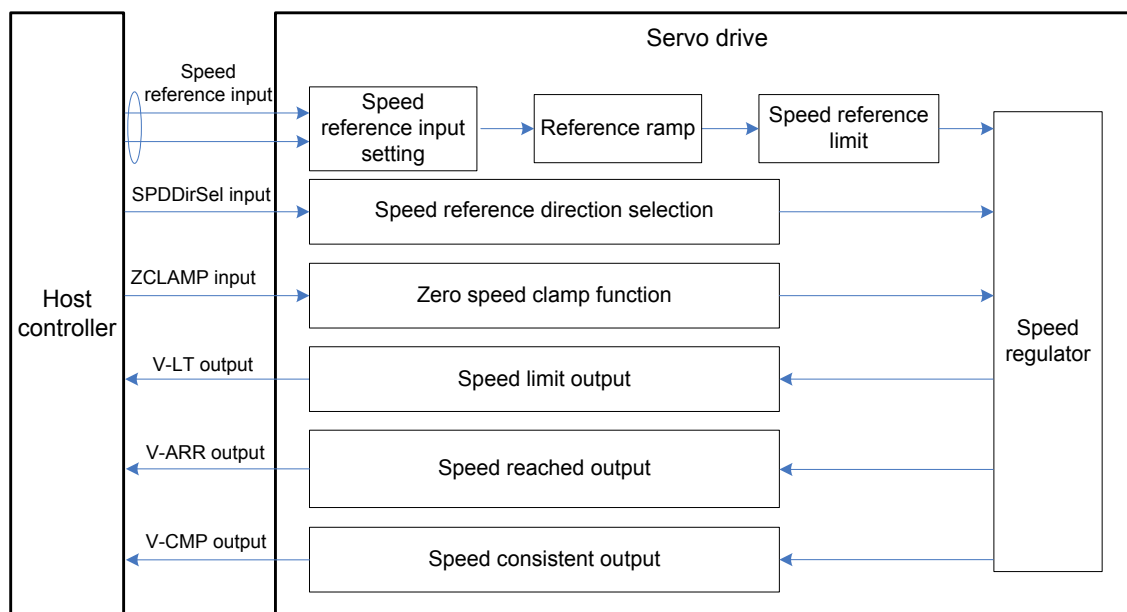 Servo drive
Speed
reference input
Speed
reference input
setting
Reference ramp
Speed reference
limit
SPDDirSel input
Speed reference direction selection
ZCLAMP input
Zero speed clamp function
Host
controller
Speed
regulator
V-LT output
Speed limit output
V-ARR output
Speed reached output
V-CMP output
Speed consistent output